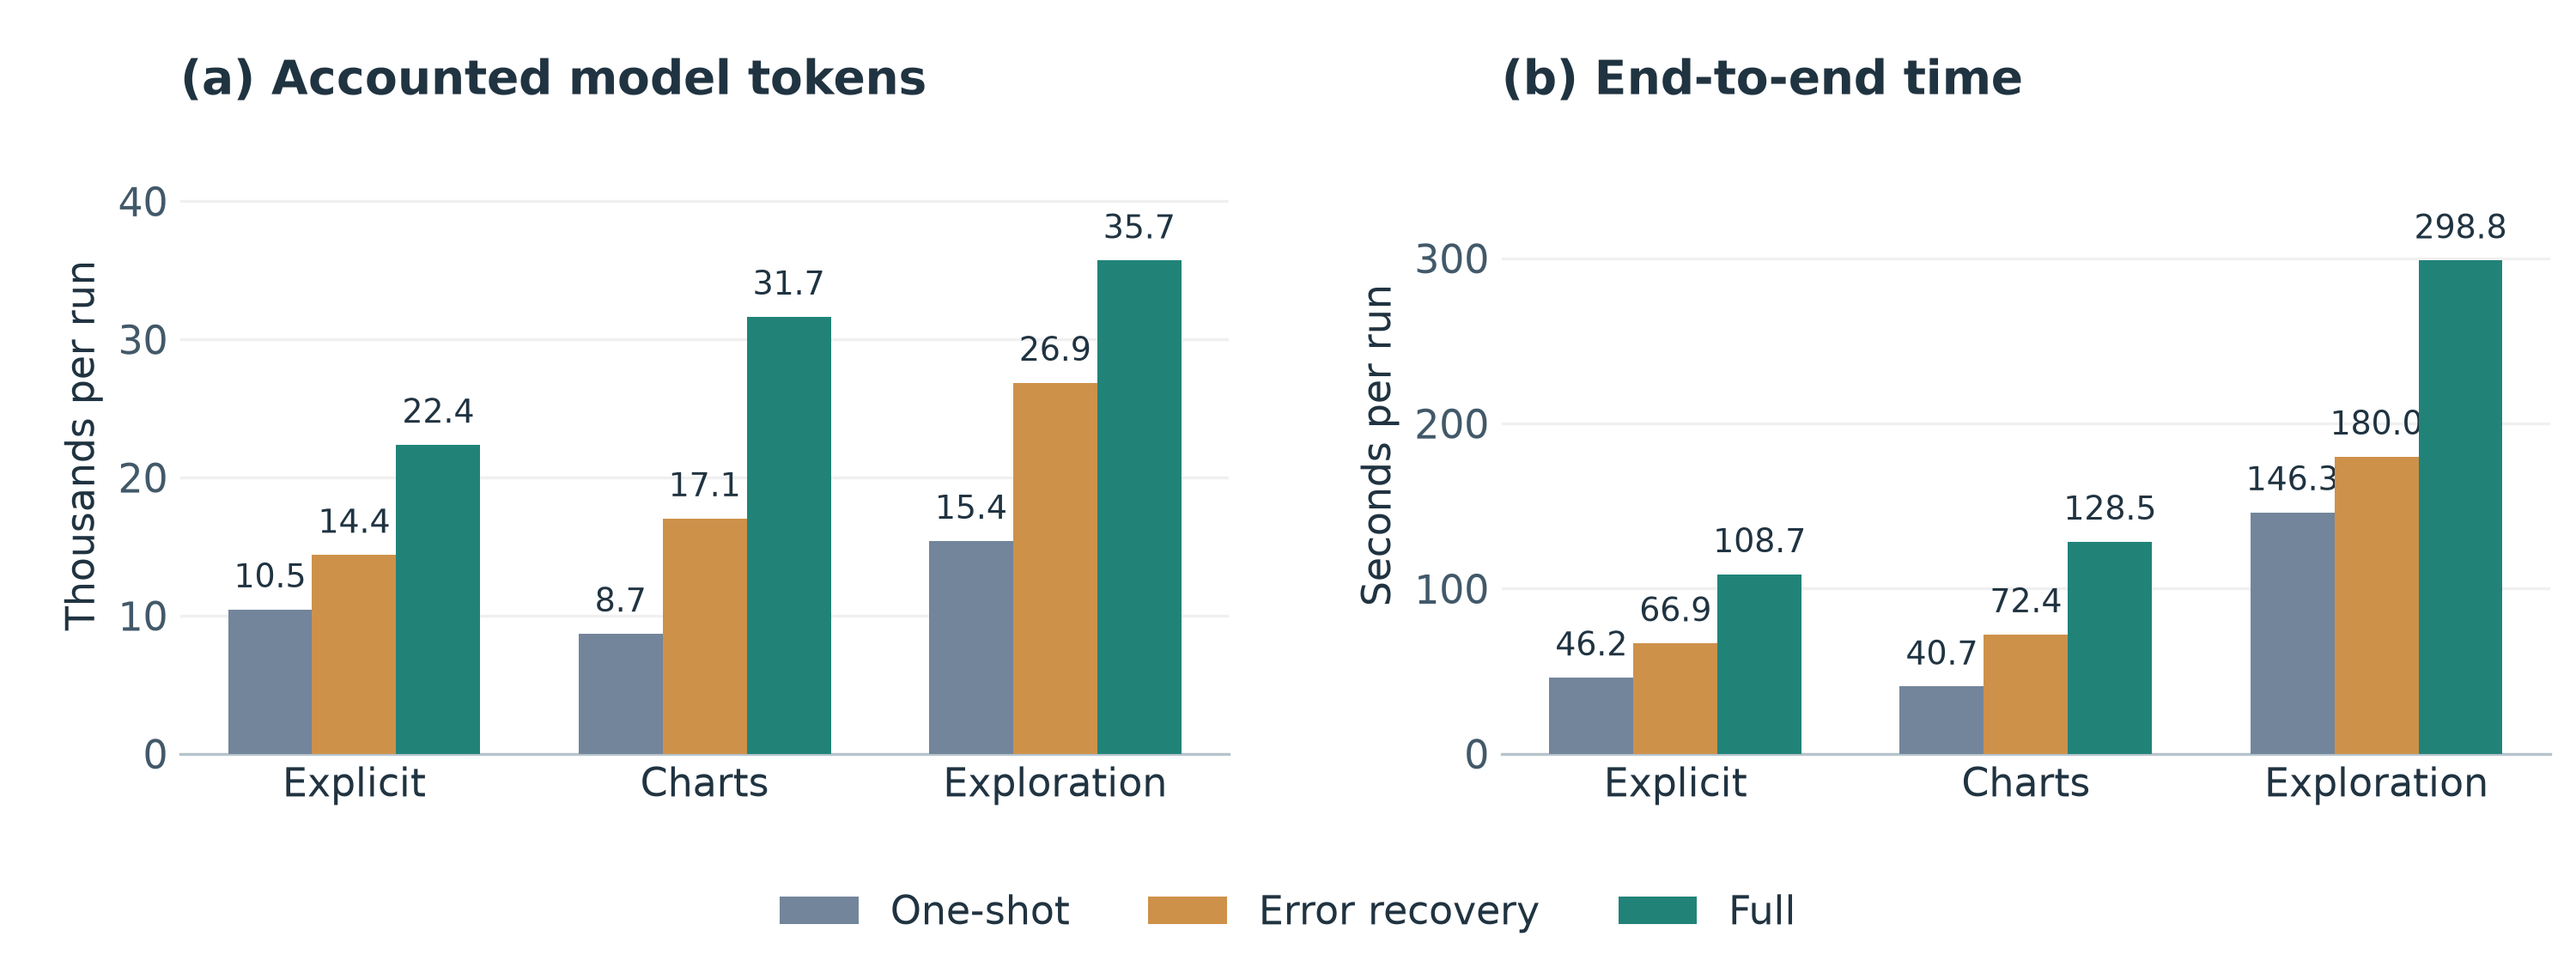 (a) Accounted model tokens
Thousands per run
40
30
20
10
0
10.5
14.4
22.4
8.7
17.1
31.7
15.4
26.9
35.7
Explicit
Charts
Exploration
(b) End-to-end time
Seconds per run
300
200
100
0
46.2
66.9
108.7
40.7
72.4
128.5
146.3
180.0
298.8
Explicit
Charts
Exploration
One-shot
Error recovery
Full